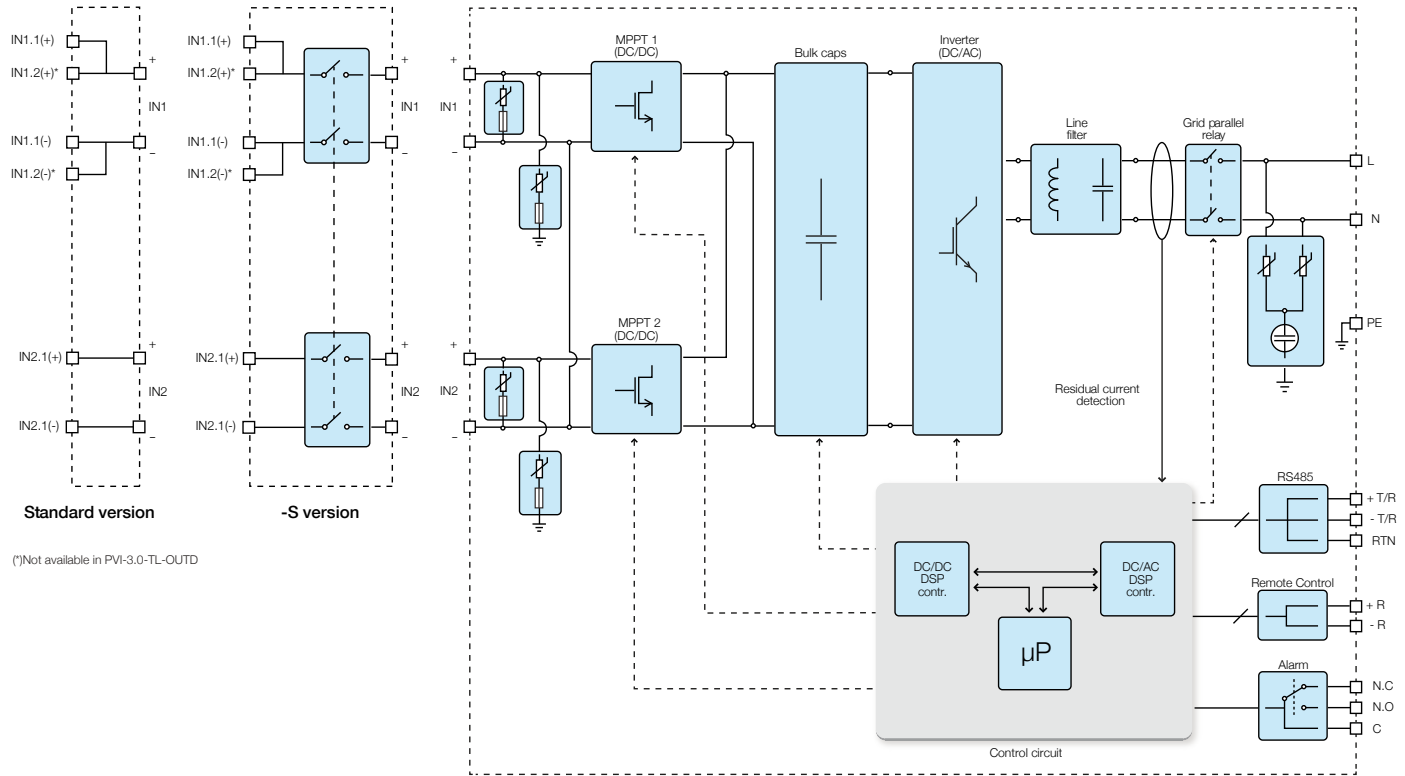 IN1.1(+)
IN1.2(+)*
+
IN1
IN1.1(-)
−
IN1.2(-)*
IN2.1(+)
+
IN2
IN2.1(-)
−
Standard version
IN1.1(+)
IN1.2(+)*
+
IN1
IN1.1(-)
−
IN1.2(-)*
IN2.1(+)
+
IN2
IN2.1(-)
−
-S version
(*)Not available in PVI-3.0-TL-OUTD
+
IN1
−
+
IN2
−
MPPT 1
(DC/DC)
MPPT 2
(DC/DC)
Bulk caps
Inverter
(DC/AC)
Line
filter
Grid parallel
relay
L
N
PE
Residual current
detection
DC/DC
DSP
contr.
DC/AC
DSP
contr.
µP
Control circuit
RS485
+ T/R
- T/R
RTN
Remote Control
+ R
- R
Alarm
N.C
N.O
C